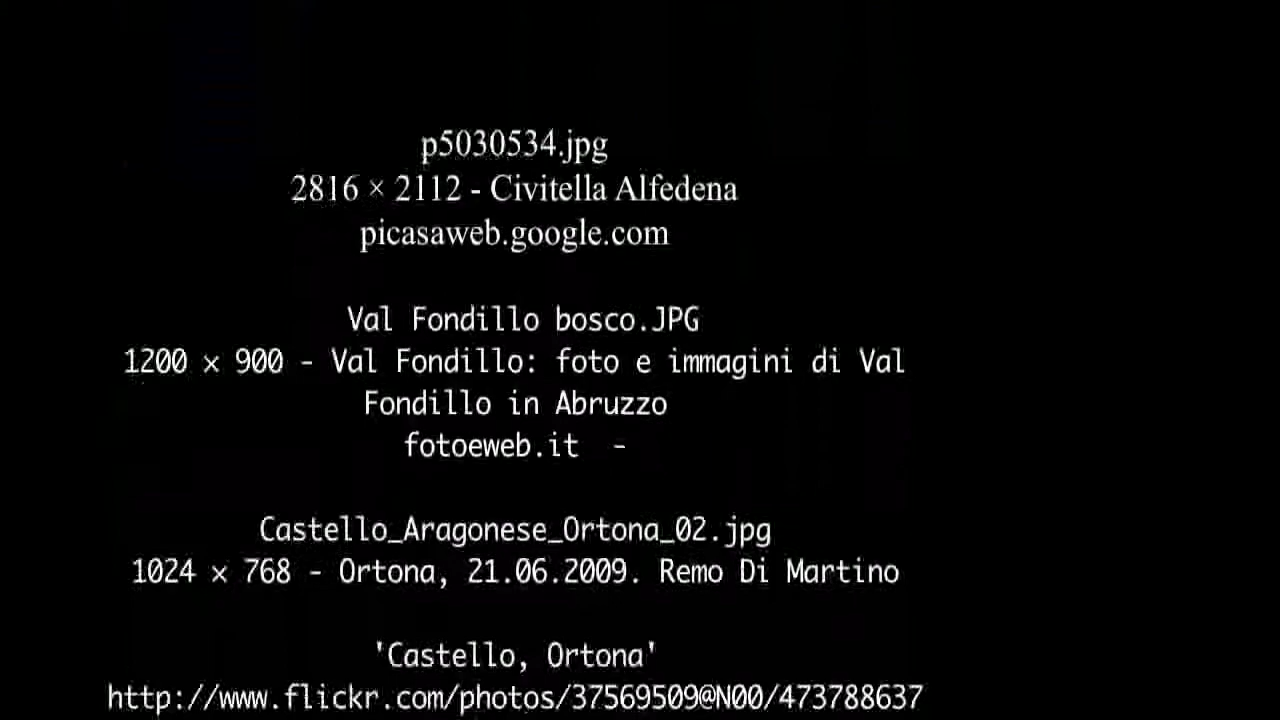 p5030534.jpg
2816 × 2112 - Civitella Alfedena
picasaweb.google.com
Val Fondillo bosco.JPG
1200 × 900 - Val Fondillo: foto e immagini di Val
Fondillo in Abruzzo
fotoeweb.it -
Castello_Aragonese_Ortona_02.jpg
1024 × 768 - Ortona, 21.06.2009. Remo Di Martino
'Castello, Ortona'
http://www.flickr.com/photos/37569509@N00/473788637